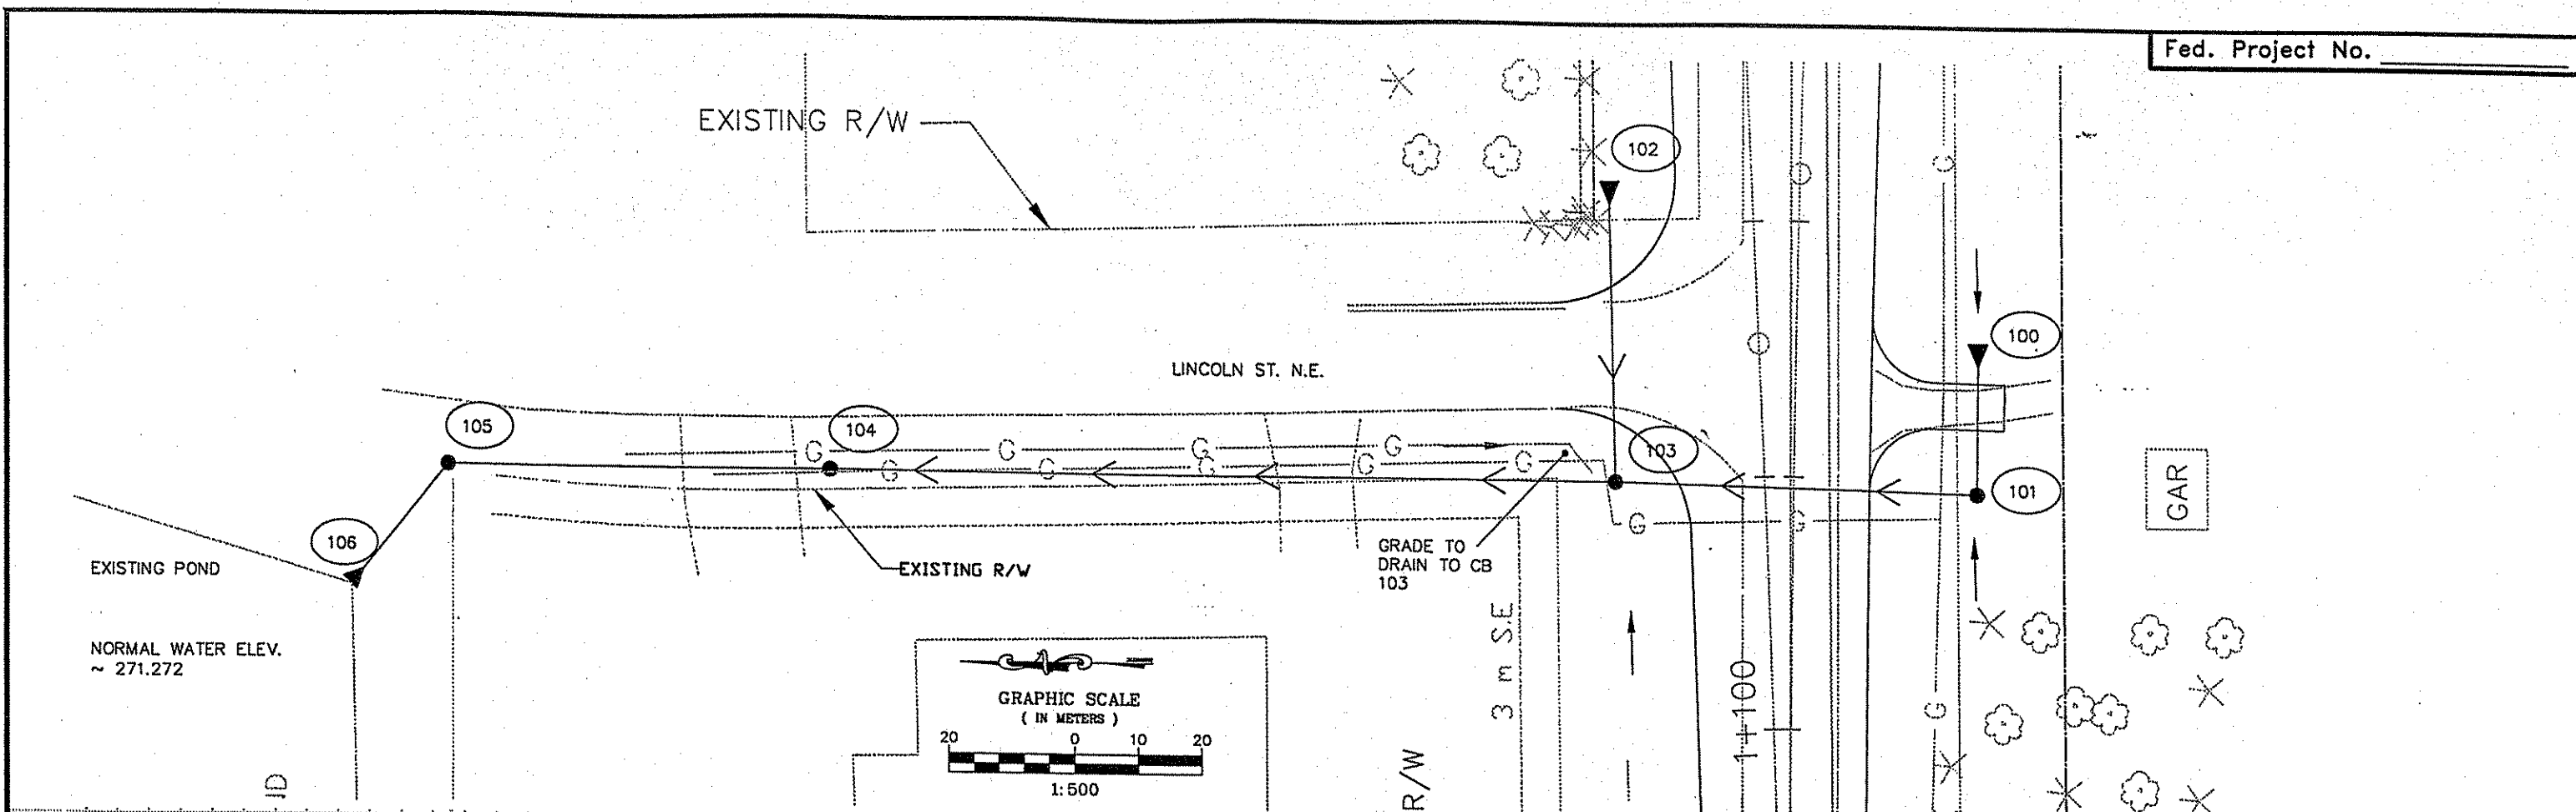 Fed. Project No.
EXISTING R/W
102
100
LINCOLN ST. N.E.
105
104
103
G G G G
G G G G G
101
GAR
G G
106
EXISTING POND
EXISTING R/W
GRADE TO
DRAIN TO CB
103
NORMAL WATER ELEV.
~ 271.272
3 m S.E
1+100
G
GRAPHIC SCALE
( IN METERS )
20 0 10 20
1:500
R/W